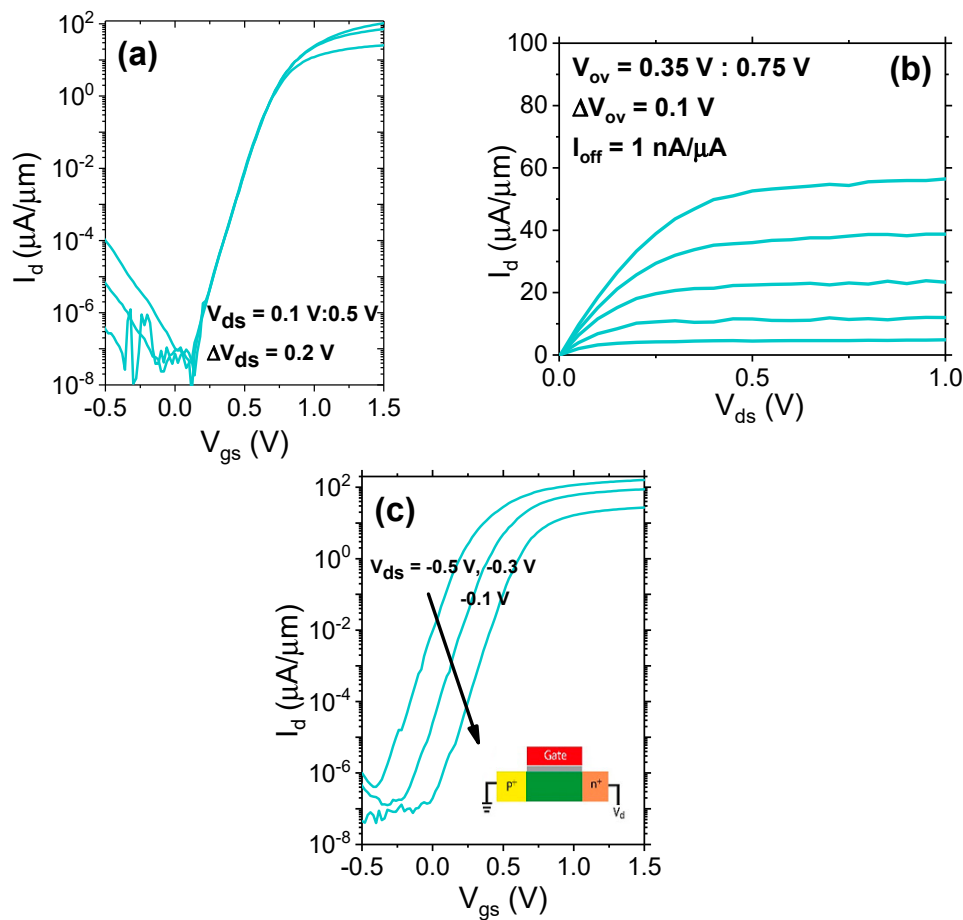 (a)
10²
10⁰
10⁻²
10⁻⁴
10⁻⁶
10⁻⁸
I_d (μA/μm)
V_ds = 0.1 V:0.5 V
ΔV_ds = 0.2 V
-0.5 0.0 0.5 1.0 1.5
V_gs (V)
(b)
V_ov = 0.35 V : 0.75 V
ΔV_ov = 0.1 V
I_off = 1 nA/μA
100
80
60
40
20
0
I_d (μA/μm)
0.0 0.5 1.0
V_ds (V)
(c)
10²
10⁰
10⁻²
10⁻⁴
10⁻⁶
10⁻⁸
I_d (μA/μm)
V_ds = -0.5 V, -0.3 V
-0.1 V
Gate
p⁺ n⁺
V_d
-0.5 0.0 0.5 1.0 1.5
V_gs (V)